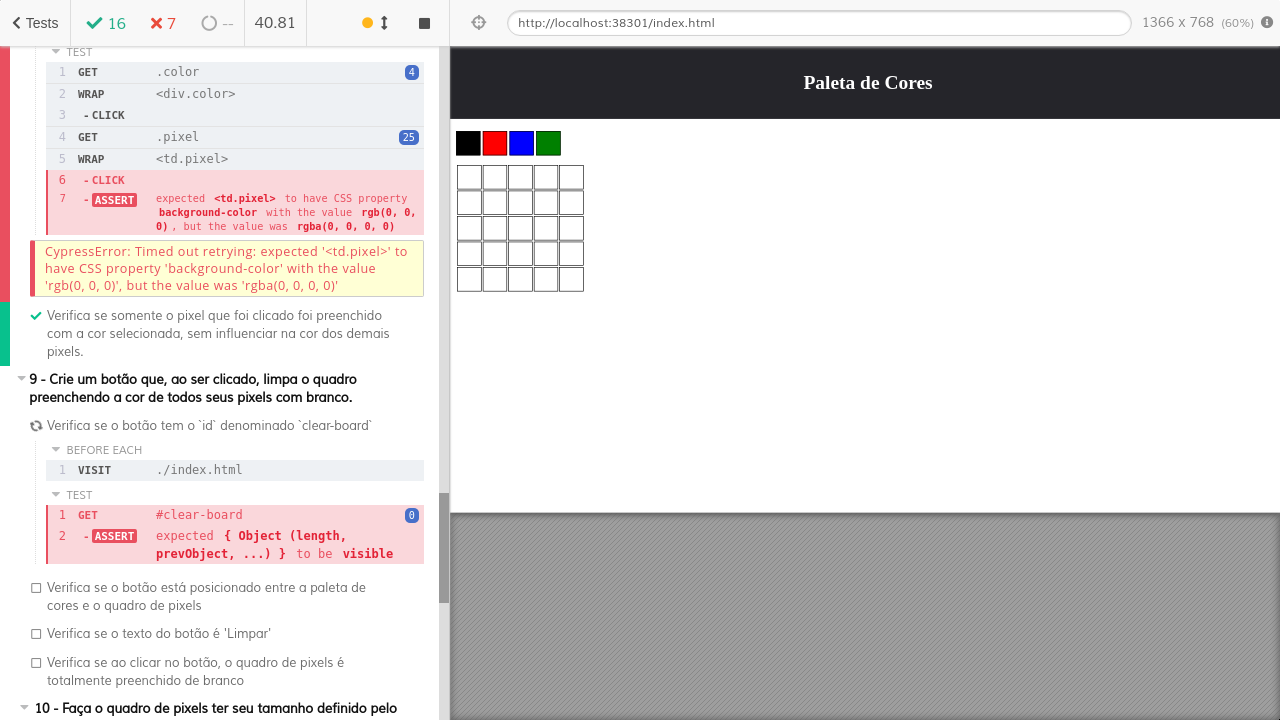 Tests
16
7
--
40.81
http://localhost:38301/index.html
1366 x 768 (60%)
TEST
1 GET .color 4
2 WRAP <div.color>
3 - CLICK
4 GET .pixel 25
5 WRAP <td.pixel>
6 - CLICK
7 - ASSERT expected <td.pixel> to have CSS property
background-color with the value rgb(0, 0,
0) , but the value was rgba(0, 0, 0, 0)
CypressError: Timed out retrying: expected '<td.pixel>' to
have CSS property 'background-color' with the value
'rgb(0, 0, 0)', but the value was 'rgba(0, 0, 0, 0)'
Verifica se somente o pixel que foi clicado foi preenchido
com a cor selecionada, sem influenciar na cor dos demais
pixels.
9 - Crie um botão que, ao ser clicado, limpa o quadro
preenchendo a cor de todos seus pixels com branco.
Verifica se o botão tem o `id` denominado `clear-board`
BEFORE EACH
1 VISIT ./index.html
TEST
1 GET #clear-board 0
2 - ASSERT expected { Object (length,
prevObject, ...) } to be visible
Verifica se o botão está posicionado entre a paleta de
cores e o quadro de pixels
Verifica se o texto do botão é 'Limpar'
Verifica se ao clicar no botão, o quadro de pixels é
totalmente preenchido de branco
10 - Faça o quadro de pixels ter seu tamanho definido pelo
Paleta de Cores